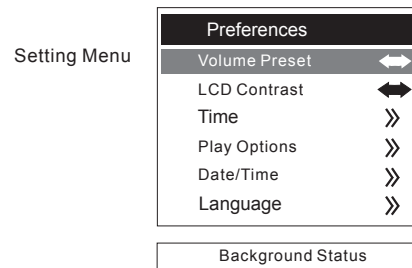 Preferences
Setting Menu
Volume Preset
LCD Contrast
Time
Play Options
Date/Time
Language
Background Status